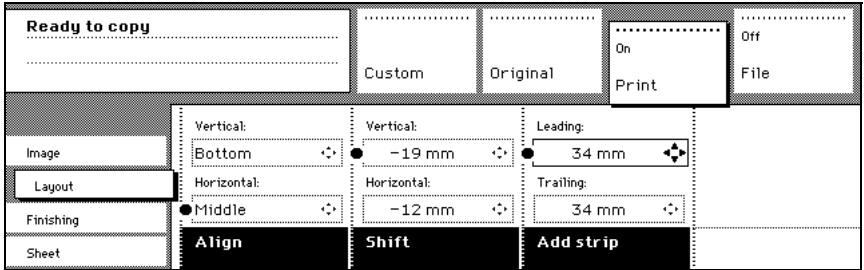 Ready to copy
Custom
Original
On
Print
Off
File
Image
Layout
Finishing
Sheet
Vertical:
Bottom
Horizontal:
Middle
Align
Vertical:
-19 mm
Horizontal:
-12 mm
Shift
Leading:
34 mm
Trailing:
34 mm
Add strip